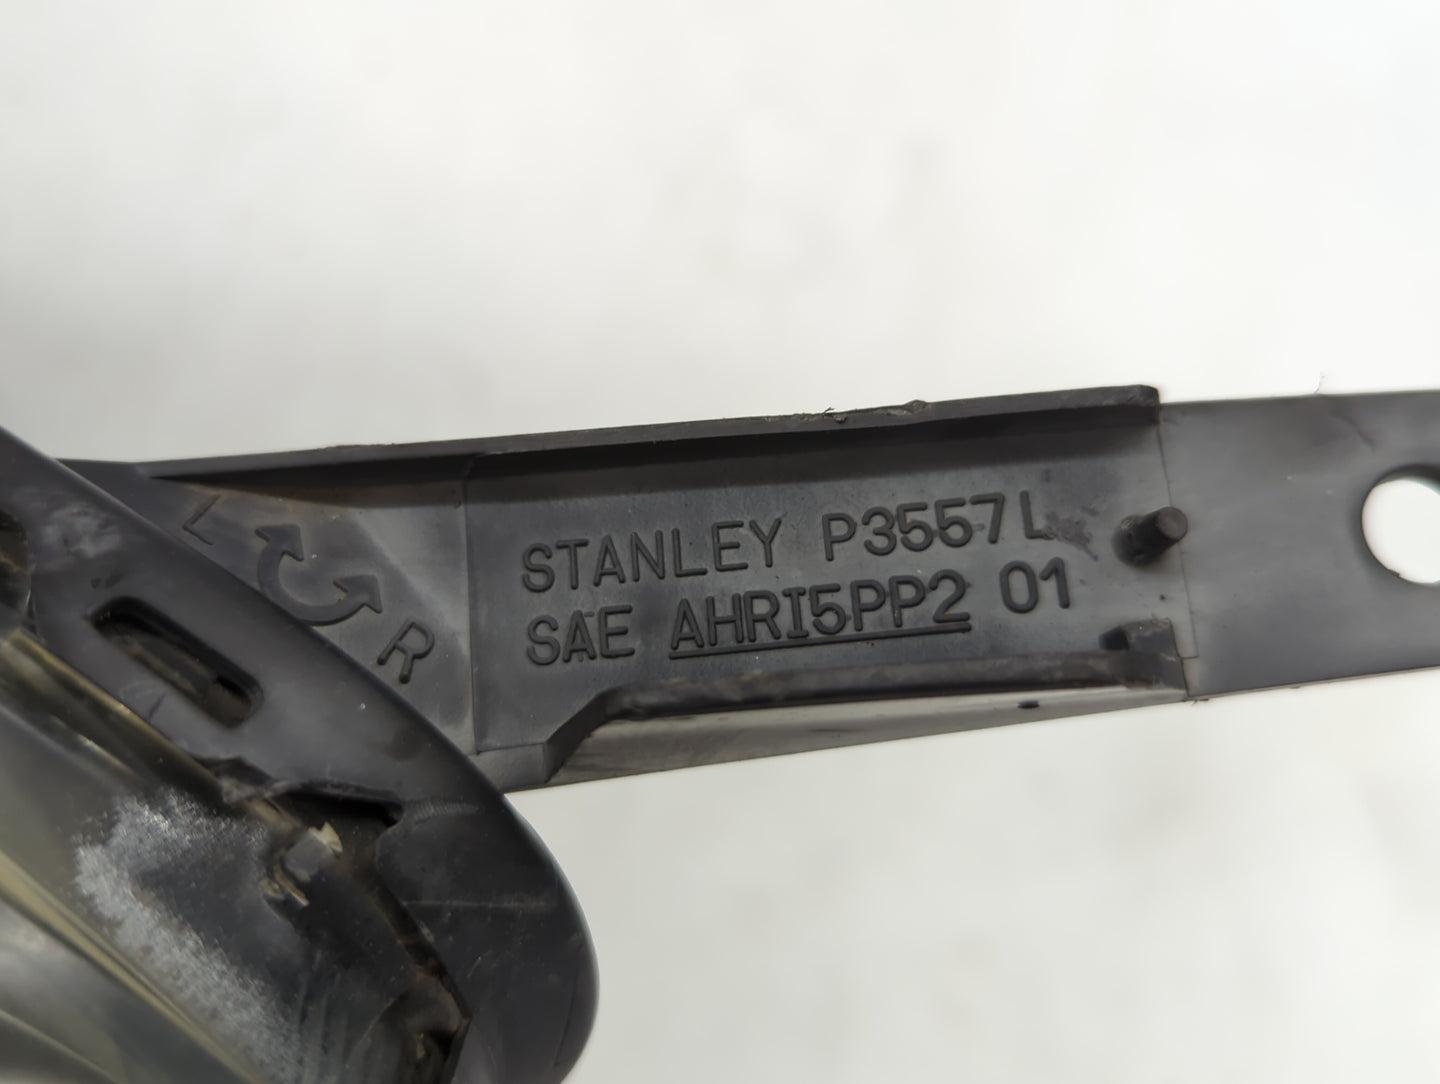 STANLEY P3557L
SAE AHRI5PP2 01
L
R